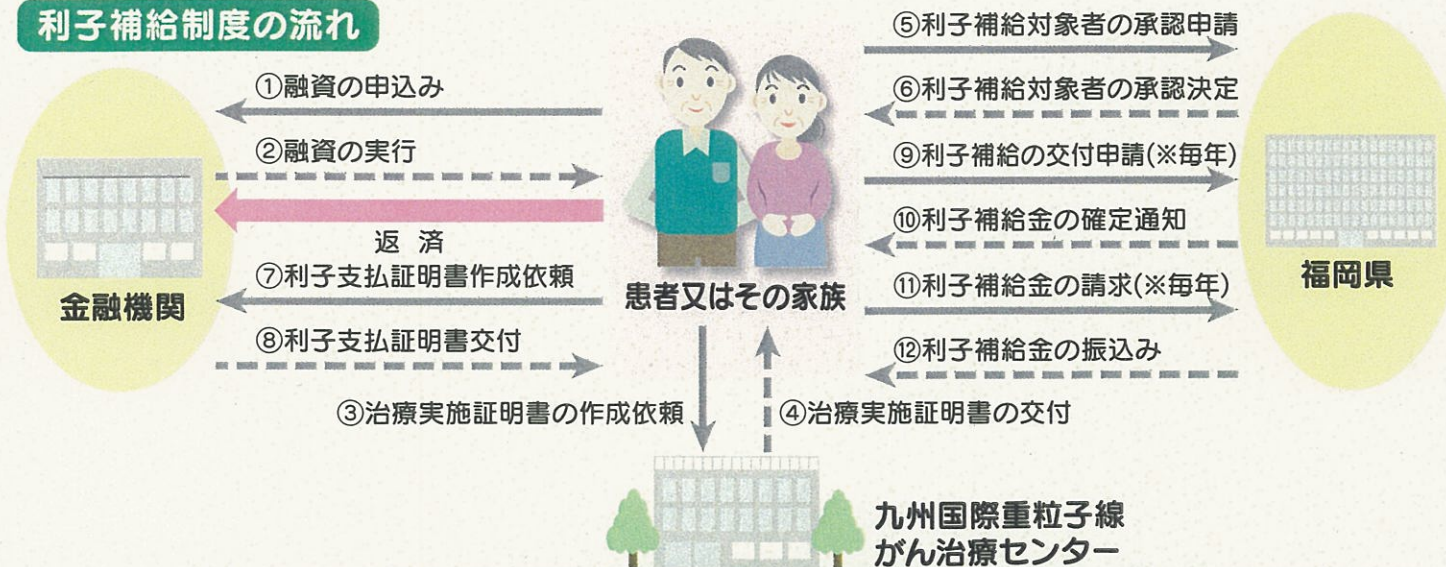 利子補給制度の流れ
①融資の申込み
②融資の実行
返済
⑦利子支払証明書作成依頼
⑧利子支払証明書交付
金融機関
患者又はその家族
⑤利子補給対象者の承認申請
⑥利子補給対象者の承認決定
⑨利子補給の交付申請(※毎年)
⑩利子補給金の確定通知
⑪利子補給金の請求(※毎年)
⑫利子補給金の振込み
福岡県
③治療実施証明書の作成依頼
④治療実施証明書の交付
九州国際重粒子線
がん治療センター